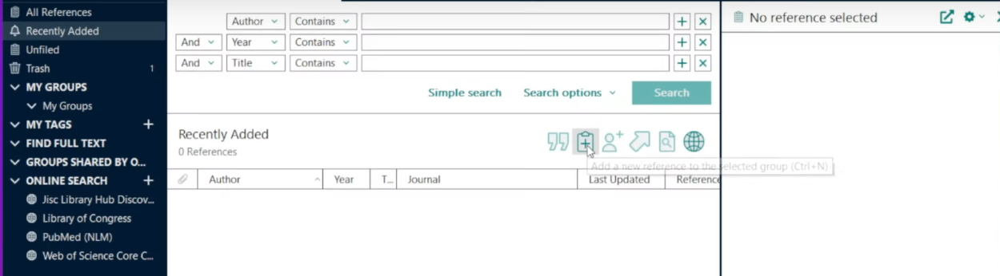 All References
Recently Added
Unfiled
Trash 1
MY GROUPS
My Groups
MY TAGS +
FIND FULL TEXT
GROUPS SHARED BY O...
ONLINE SEARCH +
Jisc Library Hub Discov...
Library of Congress
PubMed (NLM)
Web of Science Core C...
Author Contains
And Year Contains
And Title Contains
Simple search Search options Search
Recently Added
0 References
Add a new reference to the selected group (Ctrl+N)
Author Year T... Journal Last Updated Reference
No reference selected